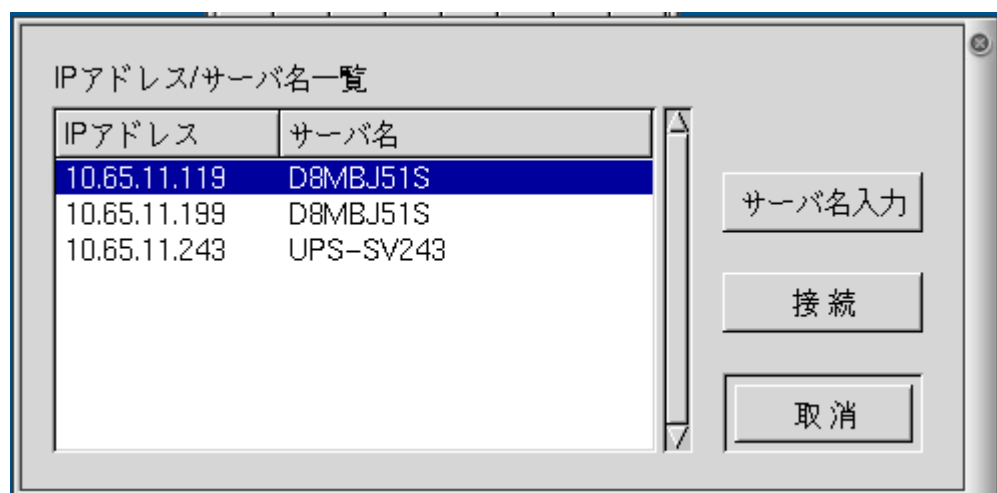 IPアドレス/サーバ名一覧
IPアドレス サーバ名
10.65.11.119 D8MBJ51S
10.65.11.199 D8MBJ51S
10.65.11.243 UPS-SV243
サーバ名入力
接続
取消